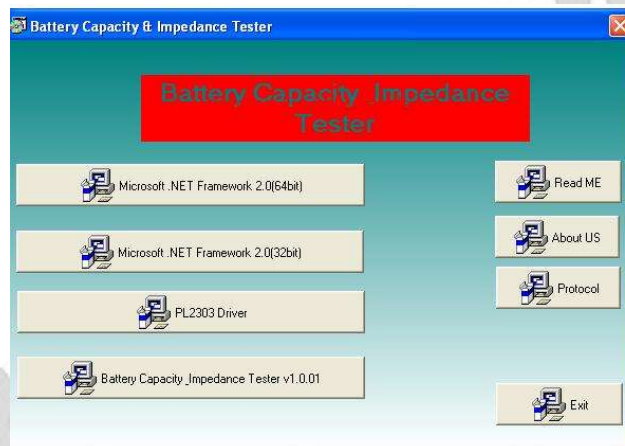 Battery Capacity & Impedance Tester
Battery Capacity_Impedance
Tester
Microsoft .NET Framework 2.0(64bit)
Read ME
Microsoft .NET Framework 2.0(32bit)
About US
PL2303 Driver
Protocol
Battery Capacity_Impedance Tester v1.0.01
Exit